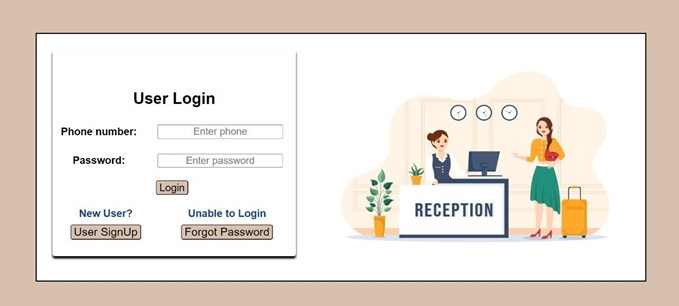 User Login
Phone number: Enter phone
Password: Enter password
Login
New User? Unable to Login
User SignUp Forgot Password
RECEPTION